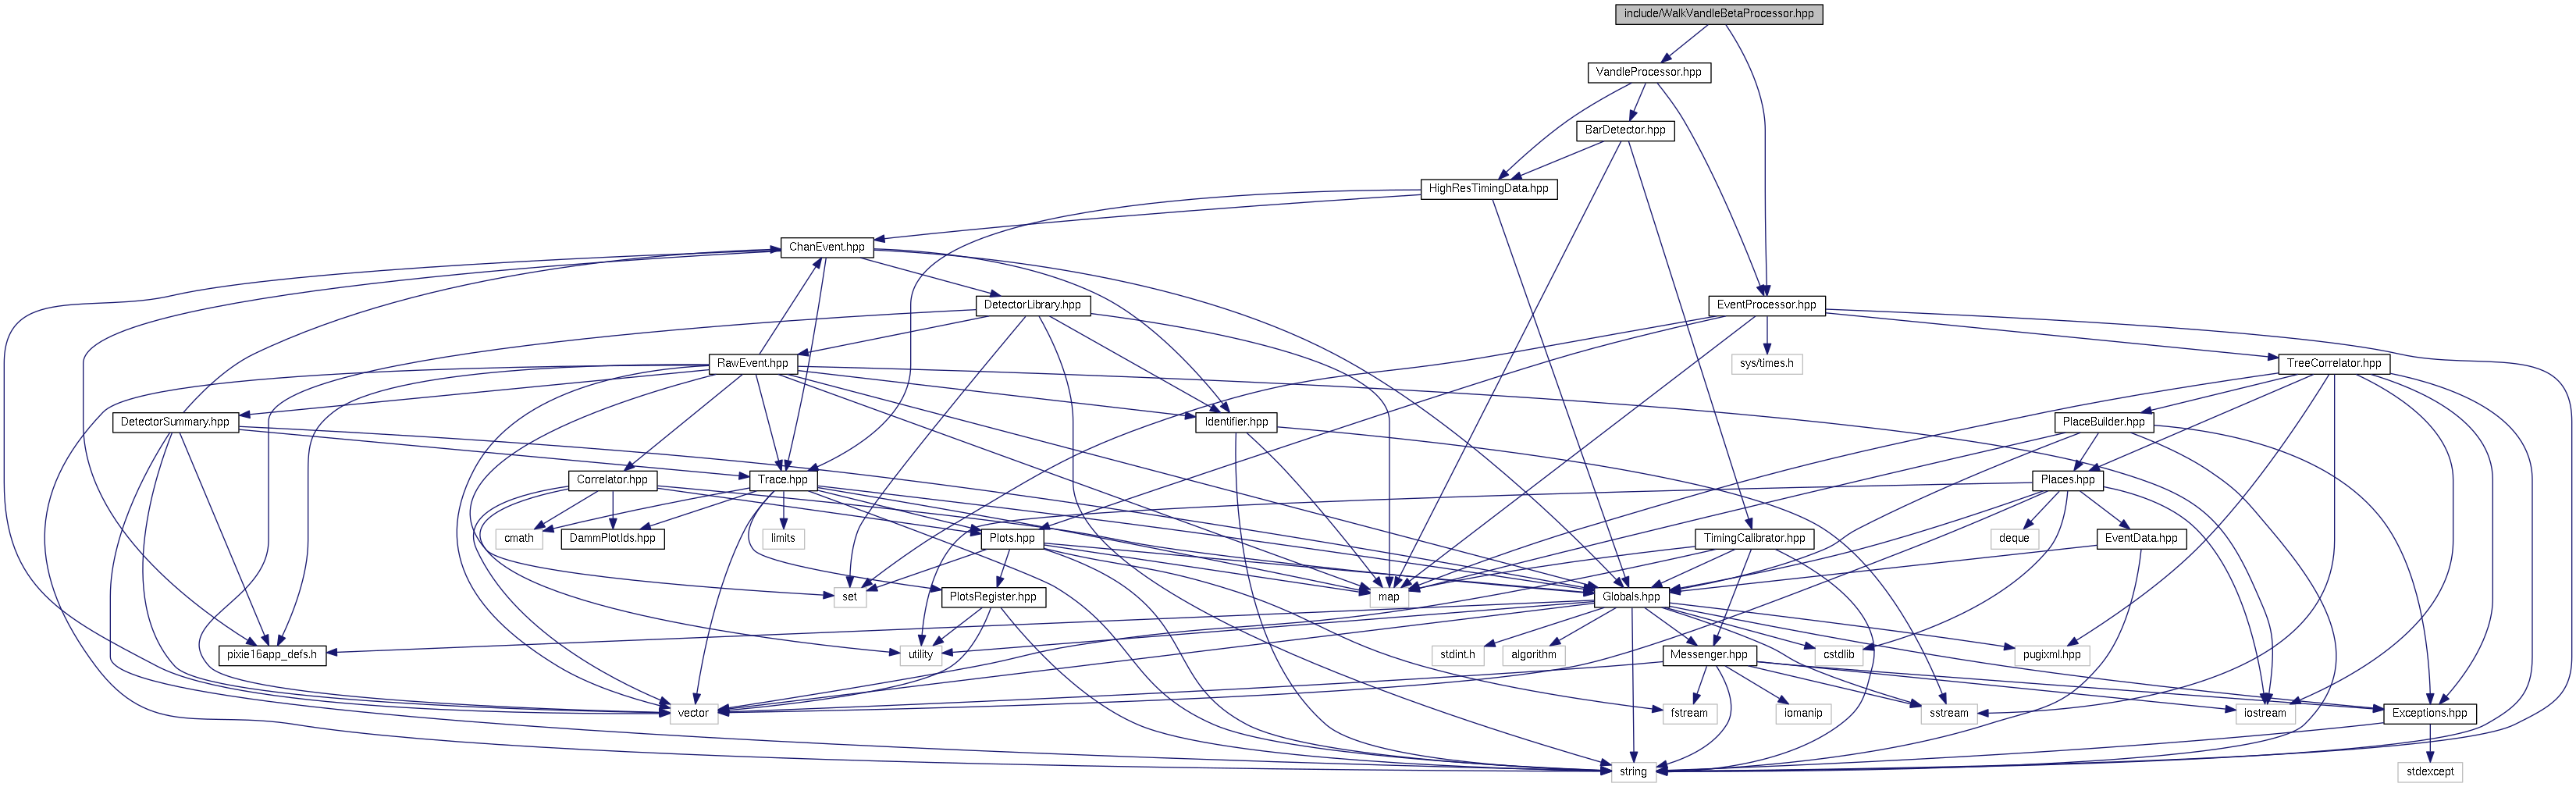 include/WalkVandleBetaProcessor.hpp
VandleProcessor.hpp
BarDetector.hpp
HighResTimingData.hpp
ChanEvent.hpp
DetectorLibrary.hpp
EventProcessor.hpp
RawEvent.hpp
sys/times.h
TreeCorrelator.hpp
DetectorSummary.hpp
Identifier.hpp
PlaceBuilder.hpp
Correlator.hpp
Trace.hpp
Places.hpp
cmath
DammPlotIds.hpp
limits
Plots.hpp
TimingCalibrator.hpp
deque
EventData.hpp
set
PlotsRegister.hpp
map
Globals.hpp
pixie16app_defs.h
utility
stdint.h
algorithm
Messenger.hpp
cstdlib
pugixml.hpp
vector
fstream
iomanip
sstream
iostream
Exceptions.hpp
string
stdexcept